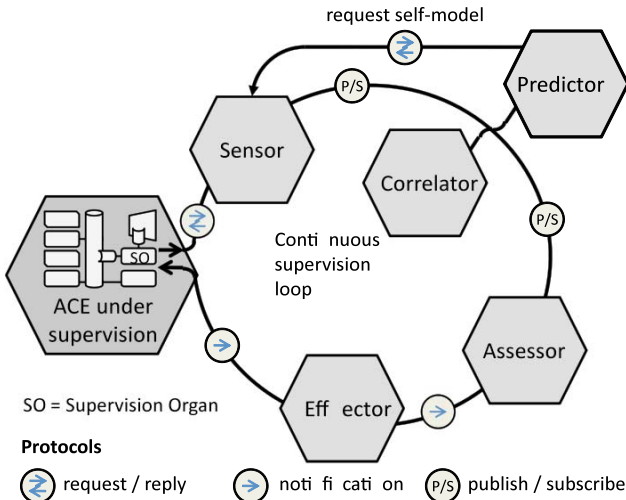 request self-model
P/S
Predictor
Sensor
Correlator
P/S
Conti nuous
supervision
loop
SO
ACE under
supervision
Assessor
Eff ector
SO = Supervision Organ
Protocols
request / reply
noti fi cati on
P/S
publish / subscribe